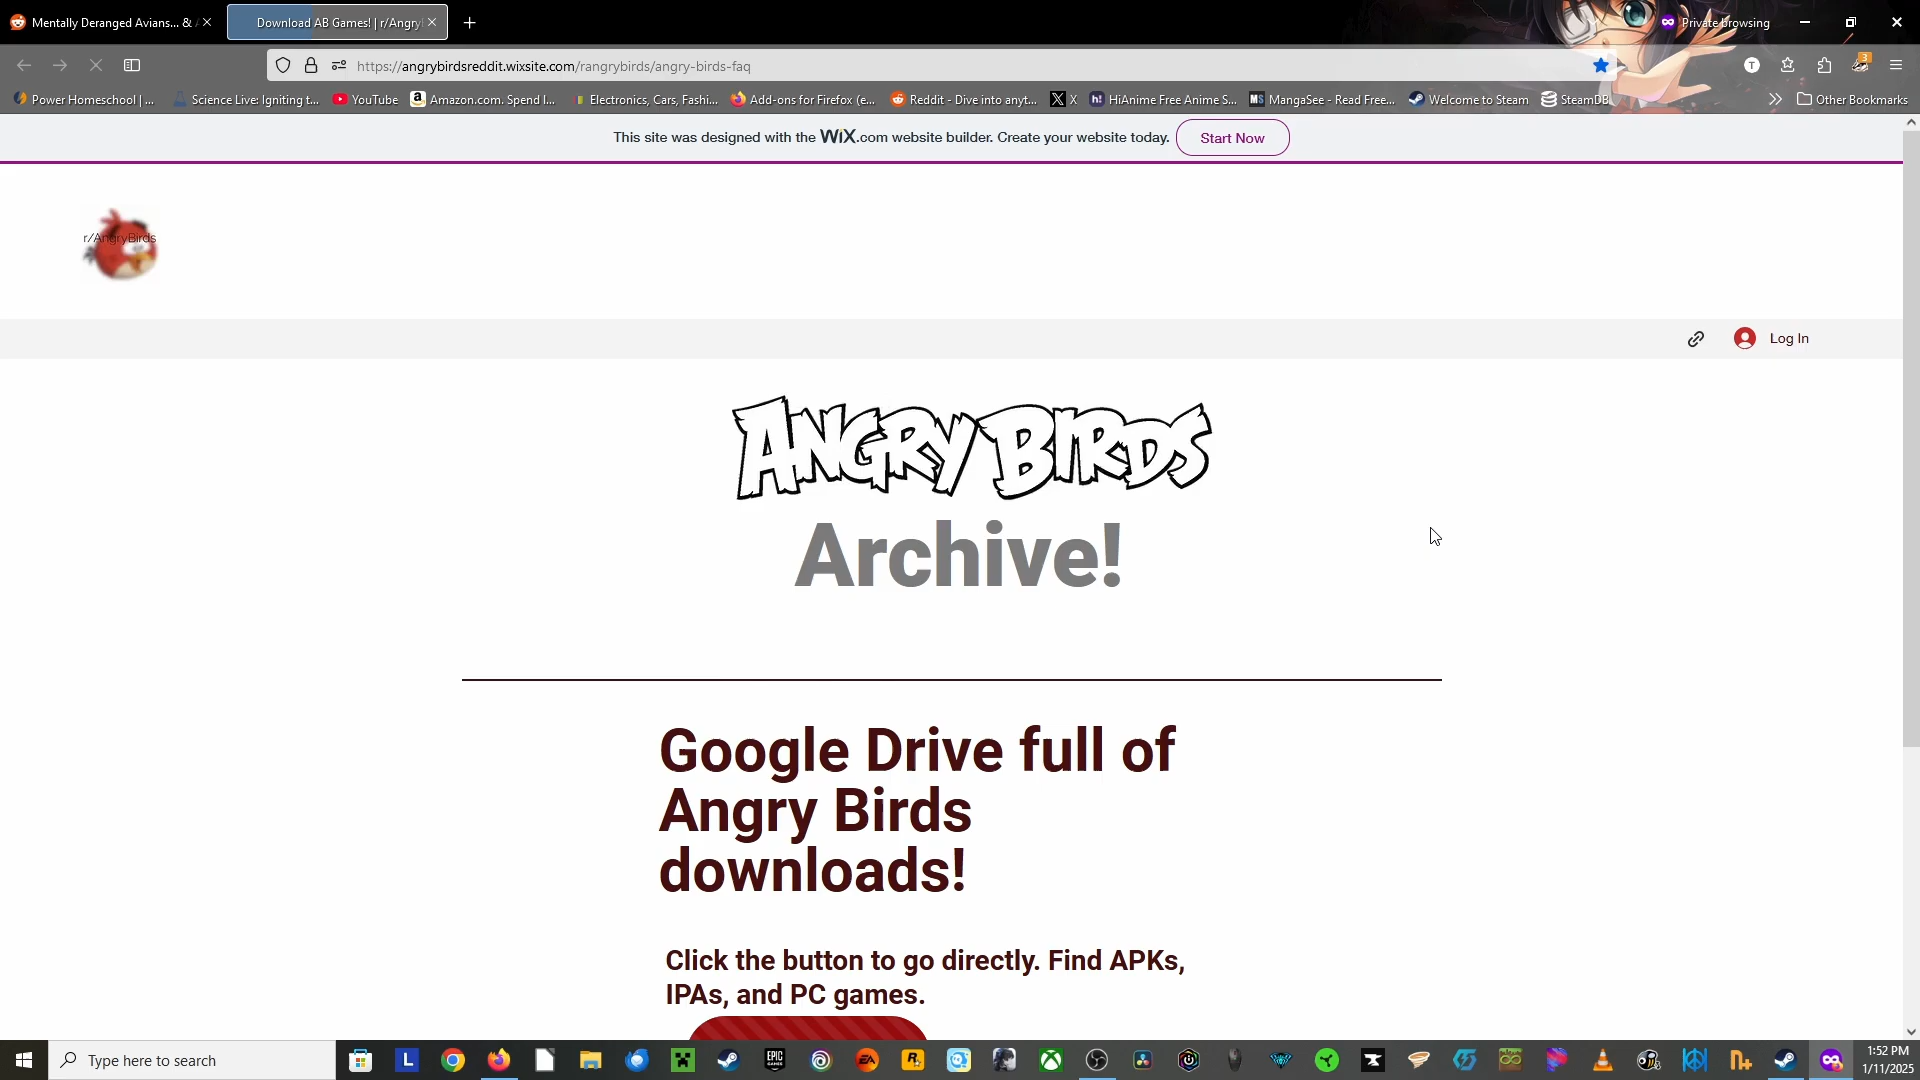 Mentally Deranged Avians... &
Download AB Games! | r/Angry
Private browsing
https://angrybirdsreddit.wixsite.com/rangrybirds/angry-birds-faq
T
3
Power Homeschool | ...
Science Live: Igniting t...
YouTube
Amazon.com. Spend l...
Electronics, Cars, Fashi...
Add-ons for Firefox (e...
Reddit - Dive into anyt...
X
HiAnime Free Anime S...
MangaSee - Read Free...
Welcome to Steam
SteamDB
Other Bookmarks
This site was designed with the WiX.com website builder. Create your website today.
Start Now
r/AngryBirds
Log In
ANGRY BIRDS
Archive!
Google Drive full of
Angry Birds
downloads!
Click the button to go directly. Find APKs,
IPAs, and PC games.
Type here to search
1:52 PM
1/11/2025